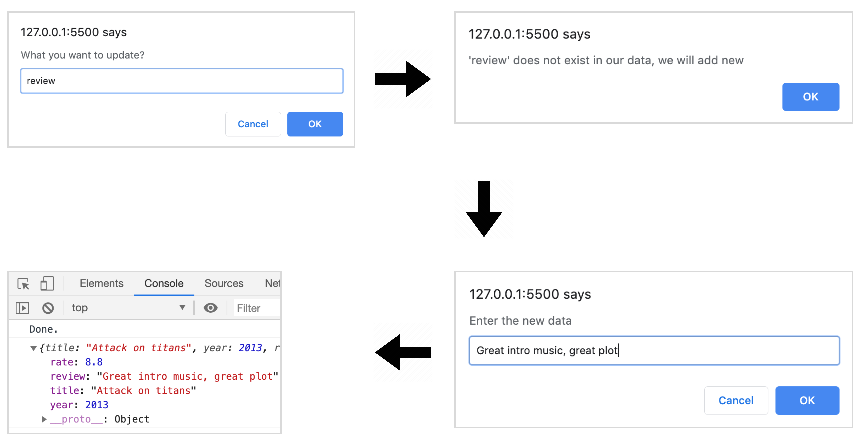 127.0.0.1:5500 says
What you want to update?
review
Cancel OK
127.0.0.1:5500 says
'review' does not exist in our data, we will add new
OK
127.0.0.1:5500 says
Enter the new data
Great intro music, great plot
Cancel OK
Elements Console Sources Net
top Filter
Done.
{title: "Attack on titans", year: 2013, r
rate: 8.8
review: "Great intro music, great plot"
title: "Attack on titans"
year: 2013
__proto__: Object